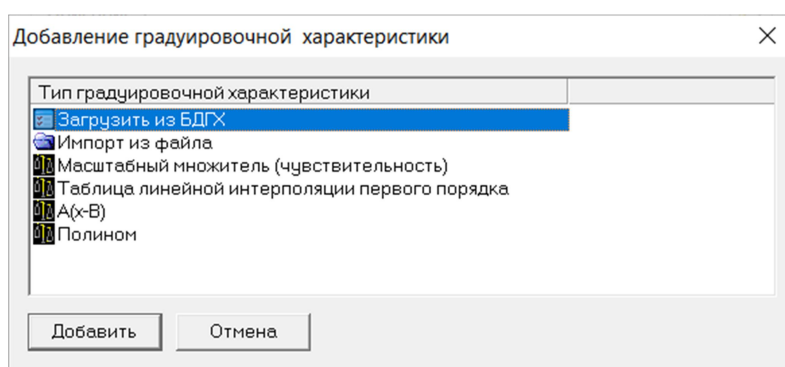 Добавление градуировочной характеристики
Тип градуировочной характеристики
Загрузить из БДГХ
Импорт из файла
Масштабный множитель (чувствительность)
Таблица линейной интерполяции первого порядка
A(x-B)
Полином
Добавить
Отмена